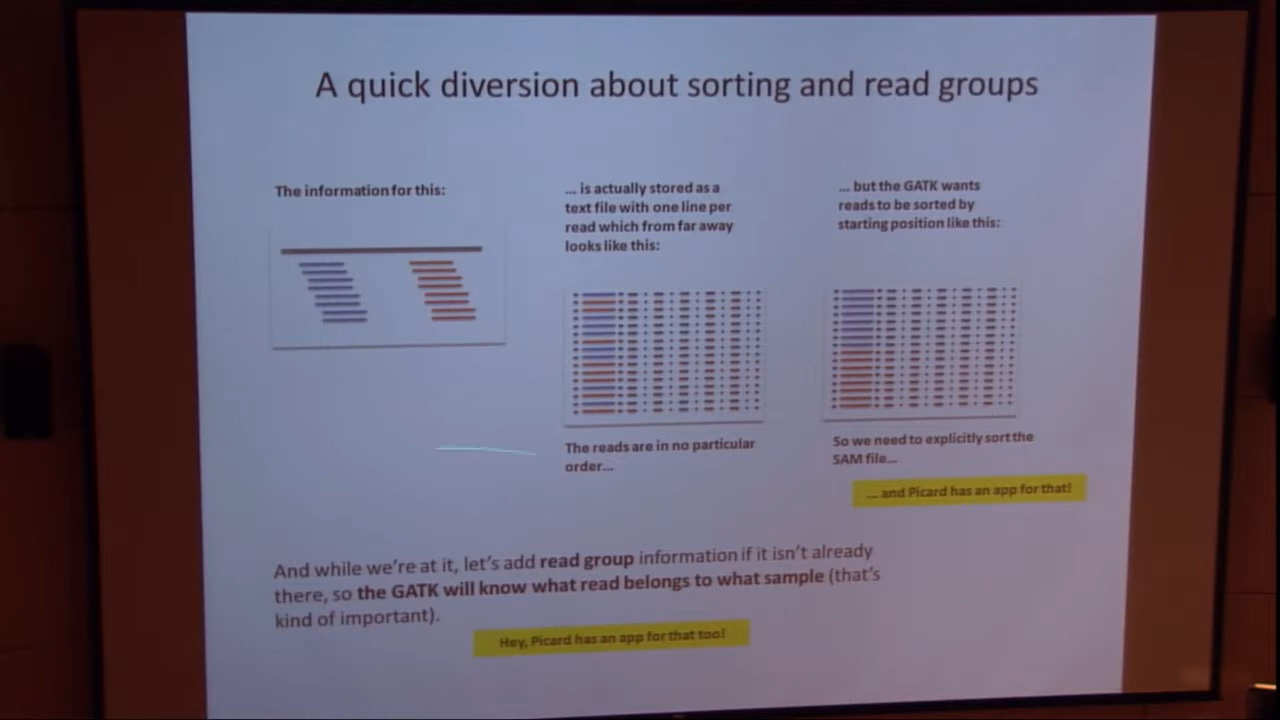 A quick diversion about sorting and read groups
The information for this:
... is actually stored as a
text file with one line per
read which from far away
looks like this:
... but the GATK wants
reads to be sorted by
starting position like this:
The reads are in no particular
order...
So we need to explicitly sort the
SAM file...
... and Picard has an app for that!
And while we're at it, let's add read group information if it isn't already
there, so the GATK will know what read belongs to what sample (that's
kind of important).
Hey, Picard has an app for that too!